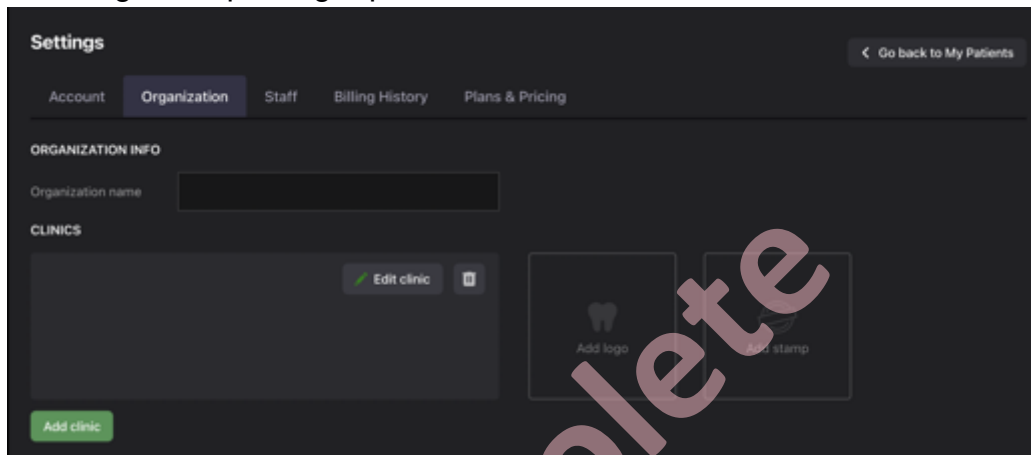 Settings
Go back to My Patients
Account Organization Staff Billing History Plans & Pricing
ORGANIZATION INFO
Organization name
CLINICS
Edit clinic
Add logo
Add stamp
Add clinic
plete